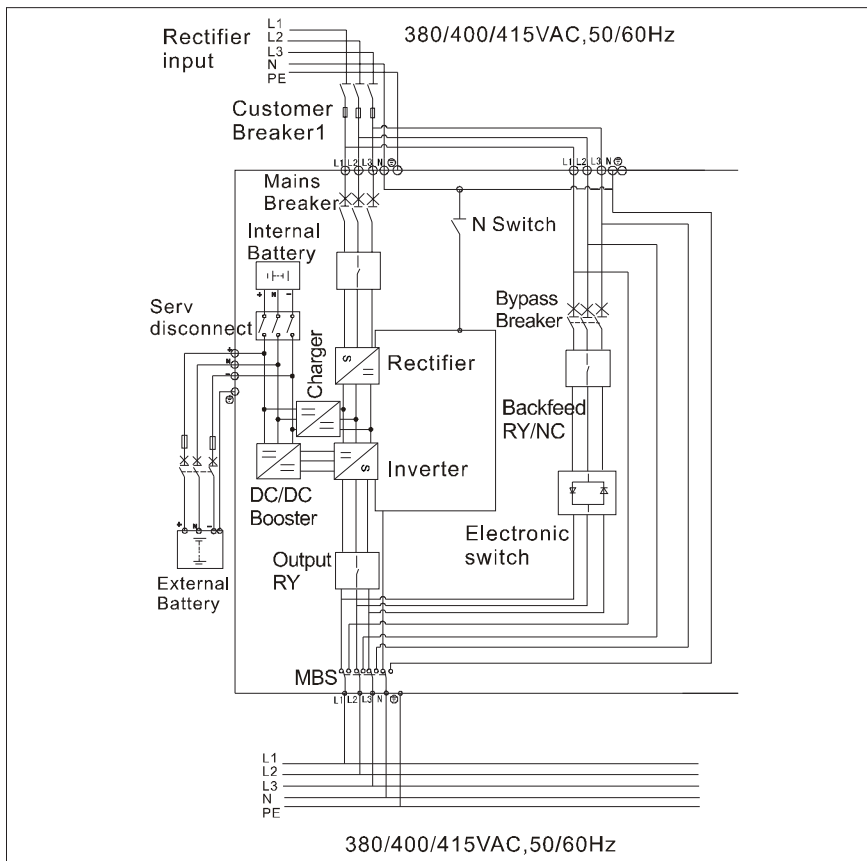 Rectifier
input
L1
L2
L3
N
PE
380/400/415VAC,50/60Hz
Customer
Breaker1
L1 L2 L3 N
L1 L2 L3 N
Mains
Breaker
N Switch
Internal
Battery
+ N -
Serv
disconnect
Bypass
Breaker
+
N
-
Charger
S
Rectifier
Backfeed
RY/NC
S
Inverter
DC/DC
Booster
Electronic
switch
+ N -
External
Battery
Output
RY
MBS
L1 L2 L3 N
L1
L2
L3
N
PE
380/400/415VAC,50/60Hz